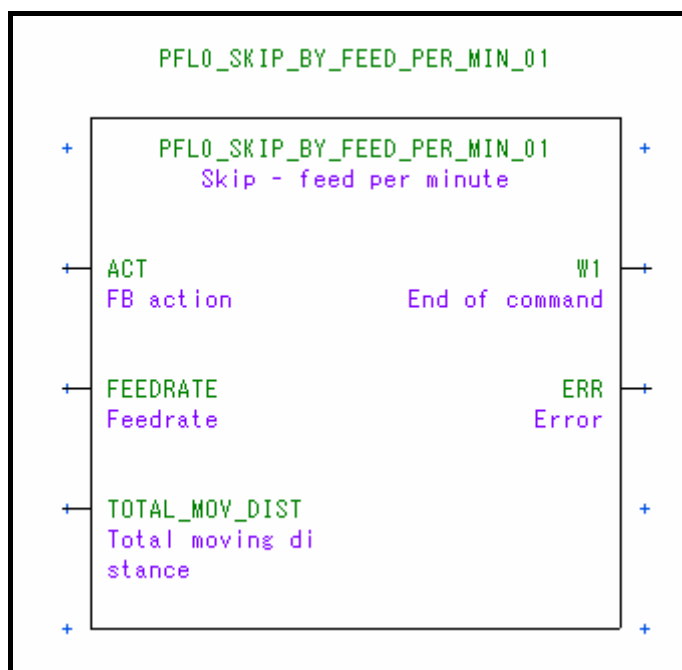 PFL0_SKIP_BY_FEED_PER_MIN_01
PFL0_SKIP_BY_FEED_PER_MIN_01
Skip - feed per minute
ACT
W1
FB action
End of command
FEEDRATE
ERR
Feedrate
Error
TOTAL_MOV_DIST
Total moving di
stance